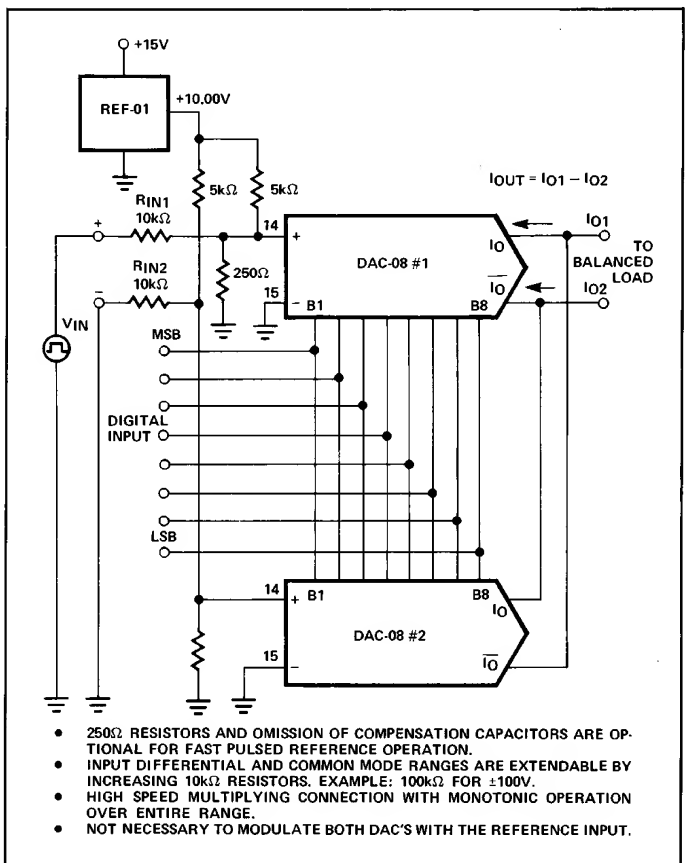 +15V
REF-01
+10.00V
5kΩ
5kΩ
IOUT = IO1 – IO2
RIN1
10kΩ
+
14
+
DAC-08 #1
IO
IO1
TO
BALANCED
LOAD
250Ω
RIN2
10kΩ
–
15
–
B1
B8
I̅O̅
IO2
VIN
MSB
DIGITAL
INPUT
LSB
14
+
B1
B8
IO
DAC-08 #2
15
–
I̅O̅
• 250Ω RESISTORS AND OMISSION OF COMPENSATION CAPACITORS ARE OP-
TIONAL FOR FAST PULSED REFERENCE OPERATION.
• INPUT DIFFERENTIAL AND COMMON MODE RANGES ARE EXTENDABLE BY
INCREASING 10kΩ RESISTORS. EXAMPLE: 100kΩ FOR ±100V.
• HIGH SPEED MULTIPLYING CONNECTION WITH MONOTONIC OPERATION
OVER ENTIRE RANGE.
• NOT NECESSARY TO MODULATE BOTH DAC'S WITH THE REFERENCE INPUT.